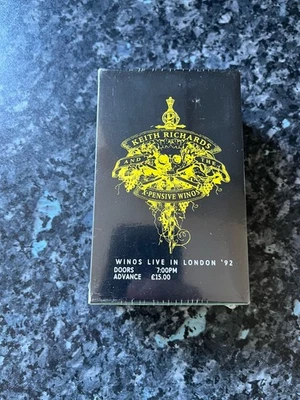 KEITH RICHARDS
AND THE
X-PENSIVE WINOS
WINOS LIVE IN LONDON '92
DOORS 7:00PM
ADVANCE £15.00